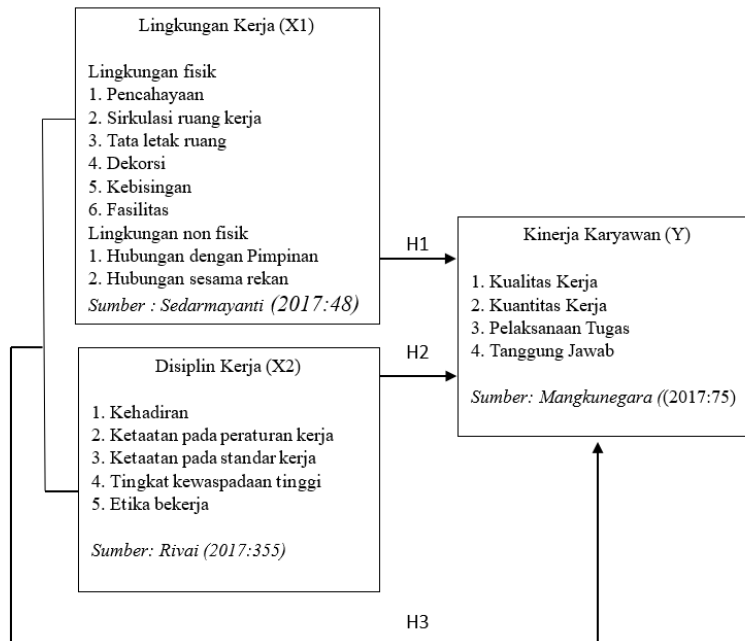 Lingkungan Kerja (X1)
Lingkungan fisik
1. Pencahayaan
2. Sirkulasi ruang kerja
3. Tata letak ruang
4. Dekorsi
5. Kebisingan
6. Fasilitas
Lingkungan non fisik
1. Hubungan dengan Pimpinan
2. Hubungan sesama rekan
Sumber : Sedarmayanti (2017:48)
H1
Kinerja Karyawan (Y)
1. Kualitas Kerja
2. Kuantitas Kerja
3. Pelaksanaan Tugas
4. Tanggung Jawab
Sumber: Mangkunegara ((2017:75)
H2
Disiplin Kerja (X2)
1. Kehadiran
2. Ketaatan pada peraturan kerja
3. Ketaatan pada standar kerja
4. Tingkat kewaspadaan tinggi
5. Etika bekerja
Sumber: Rivai (2017:355)
H3